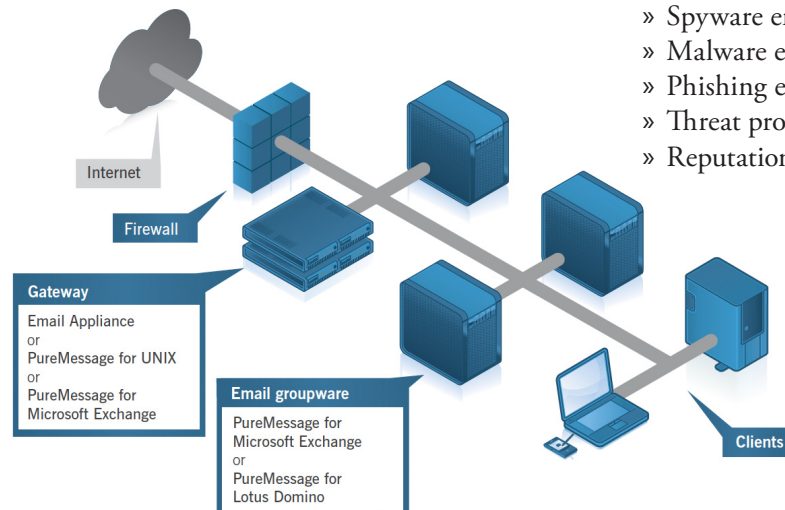 » Spyware
» Malware
» Phishing
» Threat
» Reputation
Internet
Firewall
Gateway
Email Appliance
or
PureMessage for UNIX
or
PureMessage for
Microsoft Exchange
Email groupware
PureMessage for
Microsoft Exchange
or
PureMessage for
Lotus Domino
Clients